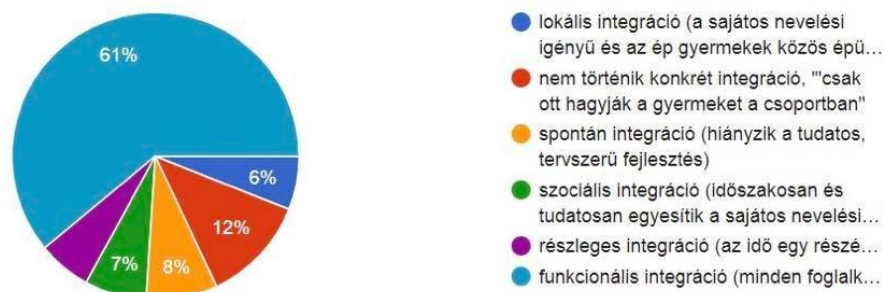 61%
6%
12%
8%
7%
lokális integráció (a sajátos nevelési
igényű és az ép gyermekek közös épü...
nem történik konkrét integráció, "'csak
ott hagyják a gyermeket a csoportban"
spontán integráció (hiányzik a tudatos,
tervszerű fejlesztés)
szociális integráció (időszakosan és
tudatosan egyesítik a sajátos nevelési...
részleges integráció (az idő egy részé...
funkcionális integráció (minden foglalk...